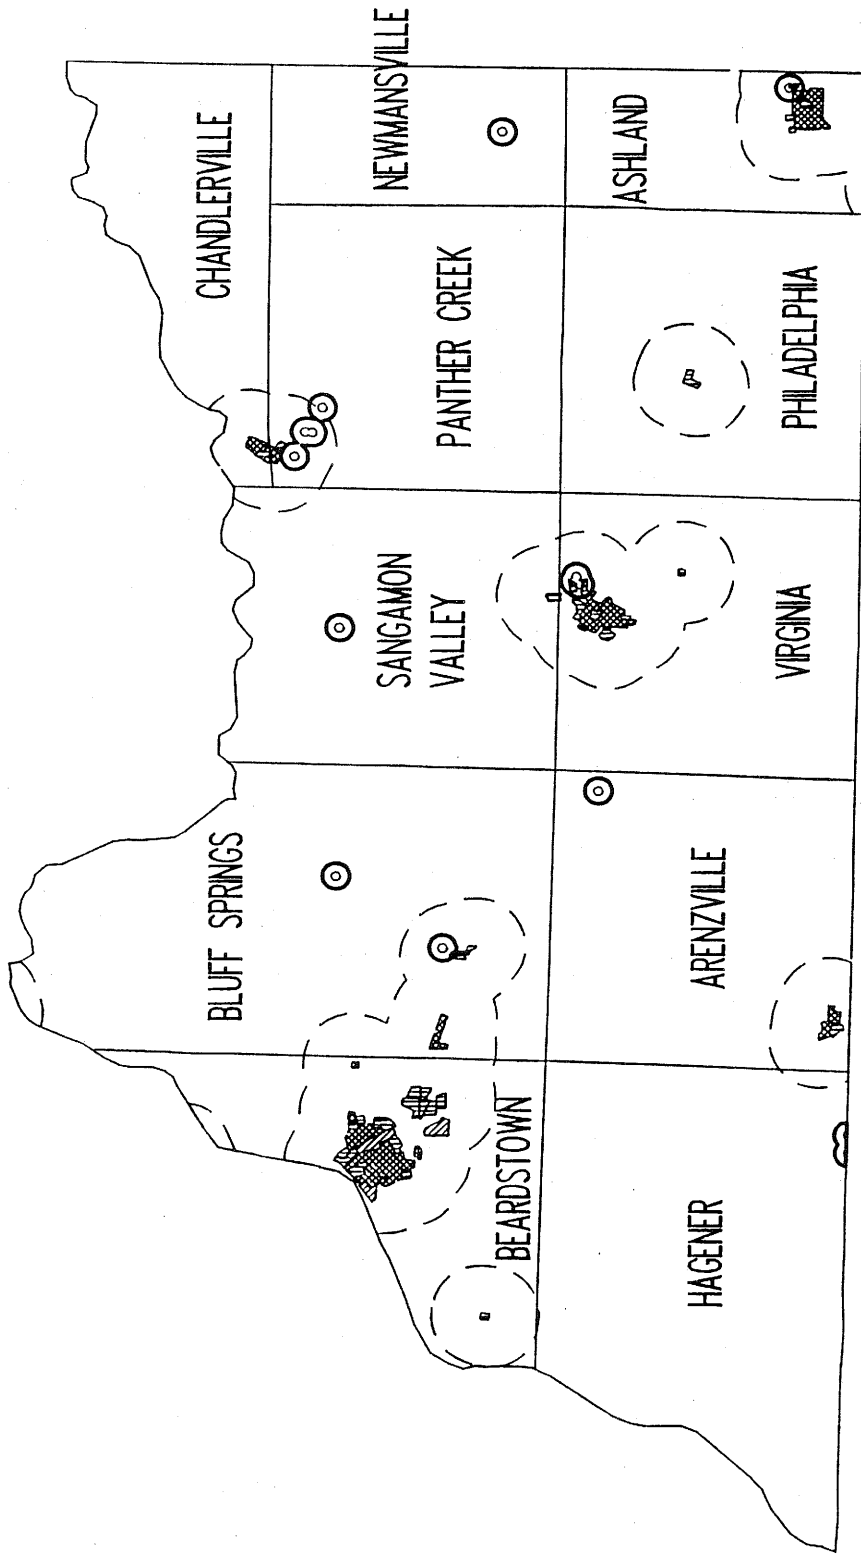 CHANDLERVILLE
NEWMANSVILLE
BLUFF SPRINGS
SANGAMON
VALLEY
PANTHER CREEK
ASHLAND
BEARDSTOWN
HAGENER
ARENZVILLE
VIRGINIA
PHILADELPHIA